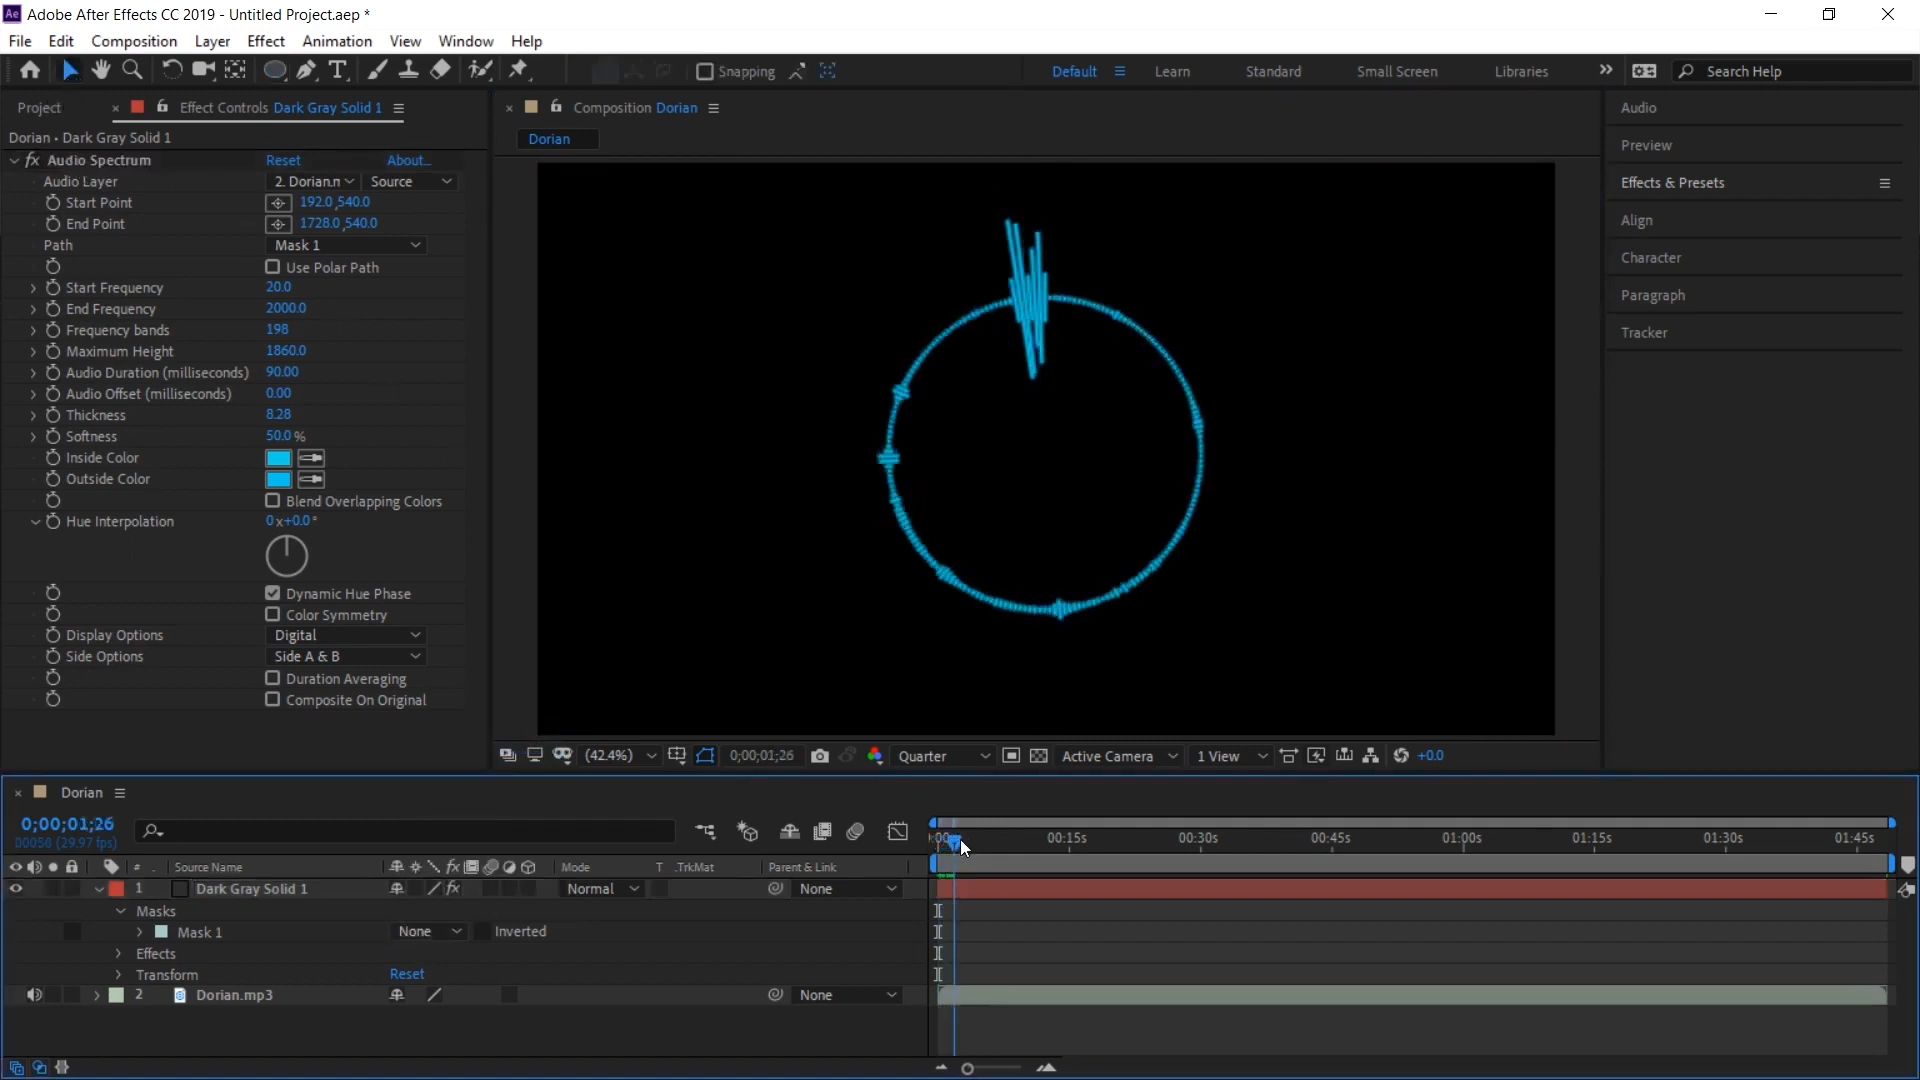 Adobe After Effects CC 2019 - Untitled Project.aep *
File Edit Composition Layer Effect Animation View Window Help
Snapping Default Learn Standard Small Screen Libraries Search Help
Project Effect Controls Dark Gray Solid 1
Composition Dorian
Dorian
Dorian • Dark Gray Solid 1
fx Audio Spectrum Reset About...
Audio Layer 2. Dorian.n Source
Start Point 192.0,540.0
End Point 1728.0,540.0
Path Mask 1
Use Polar Path
Start Frequency 20.0
End Frequency 2000.0
Frequency bands 198
Maximum Height 1860.0
Audio Duration (milliseconds) 90.00
Audio Offset (milliseconds) 0.00
Thickness 8.28
Softness 50.0 %
Inside Color
Outside Color
Blend Overlapping Colors
Hue Interpolation 0x+0.0°
Dynamic Hue Phase
Color Symmetry
Display Options Digital
Side Options Side A & B
Duration Averaging
Composite On Original
Audio
Preview
Effects & Presets
Align
Character
Paragraph
Tracker
(42.4%) 0;00;01;26 Quarter Active Camera 1 View +0.0
Dorian
0;00;01;26
00056 (29.97 fps)
:00s 00:15s 00:30s 00:45s 01:00s 01:15s 01:30s 01:45s
# Source Name fx Mode T .TrkMat Parent & Link
1 Dark Gray Solid 1 fx Normal None
Masks
Mask 1 None Inverted
Effects
Transform Reset
2 Dorian.mp3 None